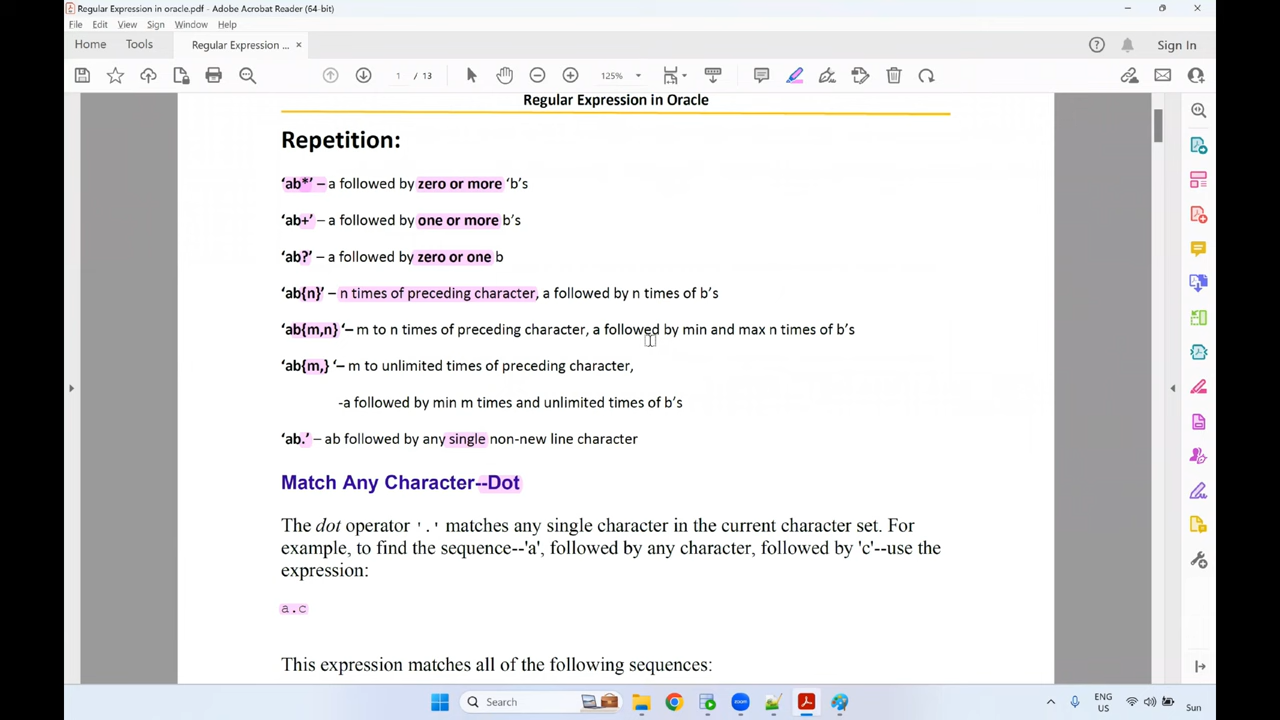 Regular Expression in oracle.pdf - Adobe Acrobat Reader (64-bit)
File Edit View Sign Window Help
Home Tools Regular Expression ... ×
Sign In
1 / 13 125%
Regular Expression in Oracle
Repetition:
‘ab*’ – a followed by zero or more ‘b’s
‘ab+’ – a followed by one or more b’s
‘ab?’ – a followed by zero or one b
‘ab{n}’ – n times of preceding character, a followed by n times of b’s
‘ab{m,n} ‘– m to n times of preceding character, a followed by min and max n times of b’s
‘ab{m,} ‘– m to unlimited times of preceding character,
-a followed by min m times and unlimited times of b’s
‘ab.’ – ab followed by any single non-new line character
Match Any Character--Dot
The dot operator '.' matches any single character in the current character set. For
example, to find the sequence--'a', followed by any character, followed by 'c'--use the
expression:
a.c
This expression matches all of the following sequences:
Search
zoom
ENG
US
Sun